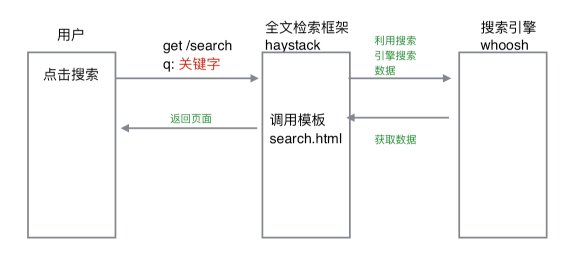 用户
点击搜索
get /search
q: 关键字
返回页面
全文检索框架
haystack
调用模板
search.html
利用搜索
引擎搜索
数据
获取数据
搜索引擎
whoosh